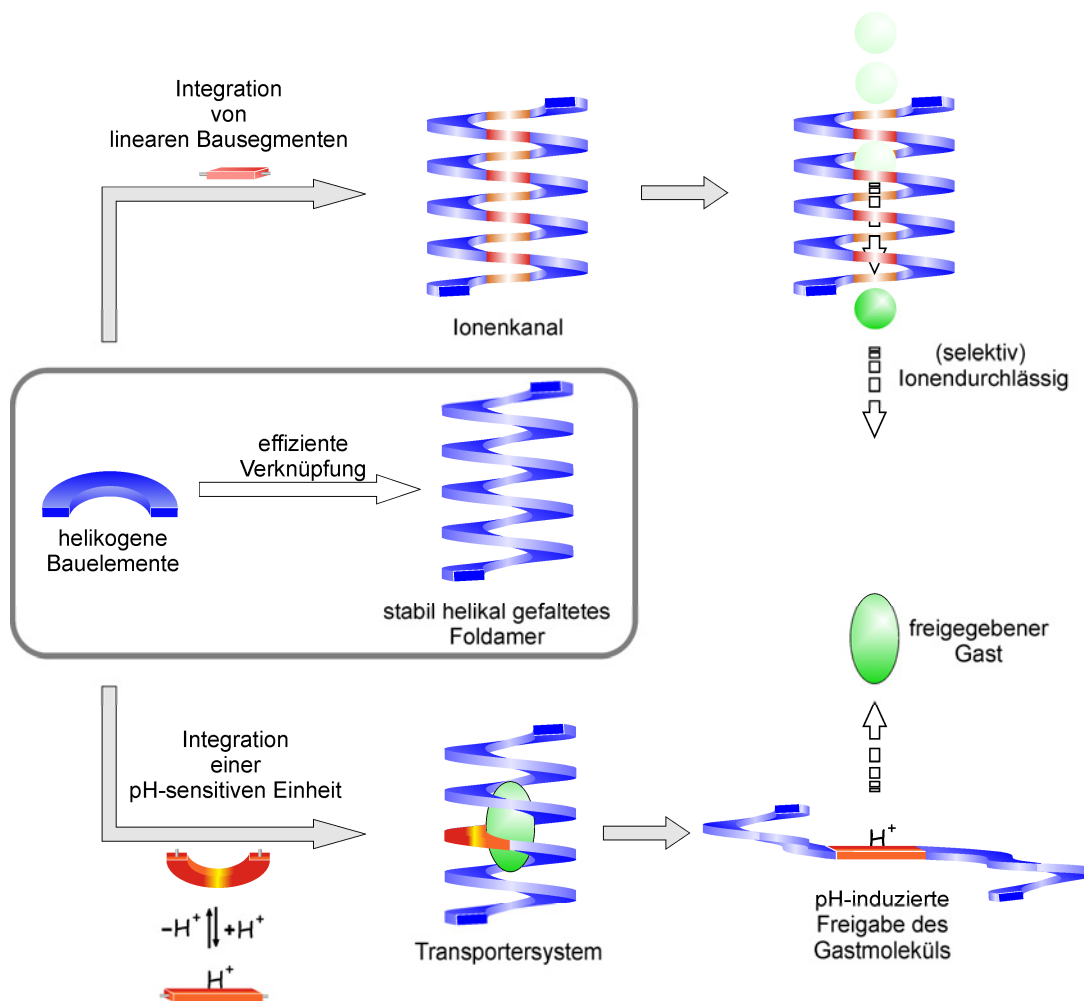 Integration
von
linearen Bausegmenten
Ionenkanal
(selektiv)
Ionendurchlässig
effiziente
Verknüpfung
helikogene
Bauelemente
stabil helikal gefaltetes
Foldamer
freigegebener
Gast
Integration
einer
pH-sensitiven Einheit
−H⁺ +H⁺
H⁺
Transportersystem
H⁺
pH-induzierte
Freigabe des
Gastmoleküls